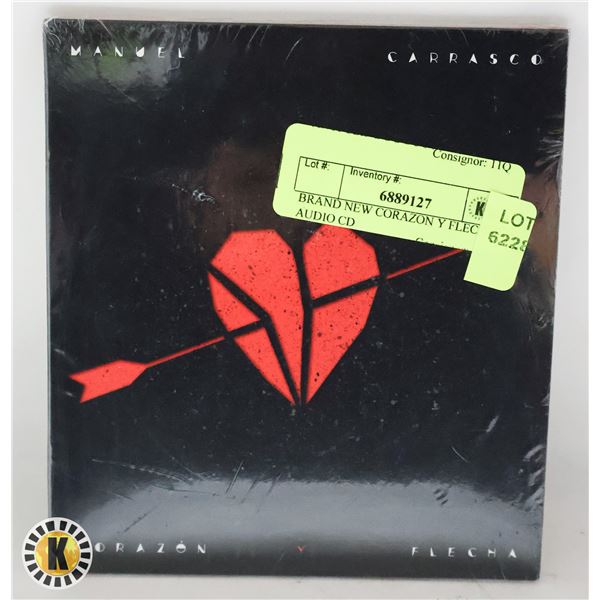 MANUEL CARRASCO
Consignor: 11Q
Lot #: Inventory #:
6889127 K
BRAND NEW CORAZON Y FLEC
AUDIO CD
LOT
6228
K
ORAZÓN Y FLECHA